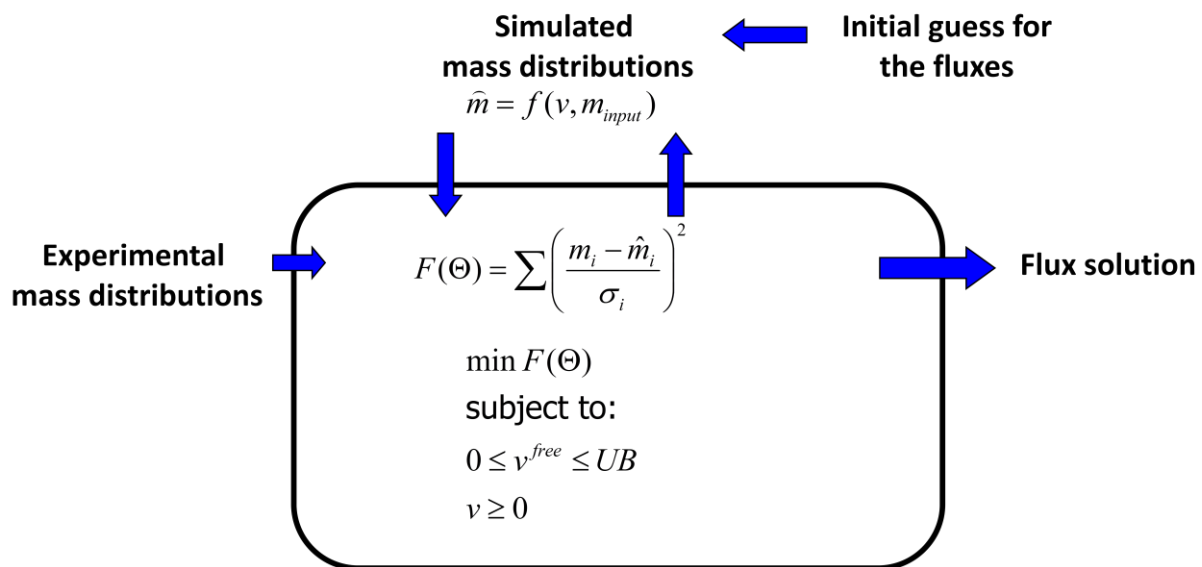 Simulated
mass distributions
m̂ = f(v, m_input)
Initial guess for
the fluxes
Experimental
mass distributions
F(Θ) = ∑((m_i − m̂_i)/σ_i)^2
min F(Θ)
subject to:
0 ≤ v^free ≤ UB
v ≥ 0
Flux solution